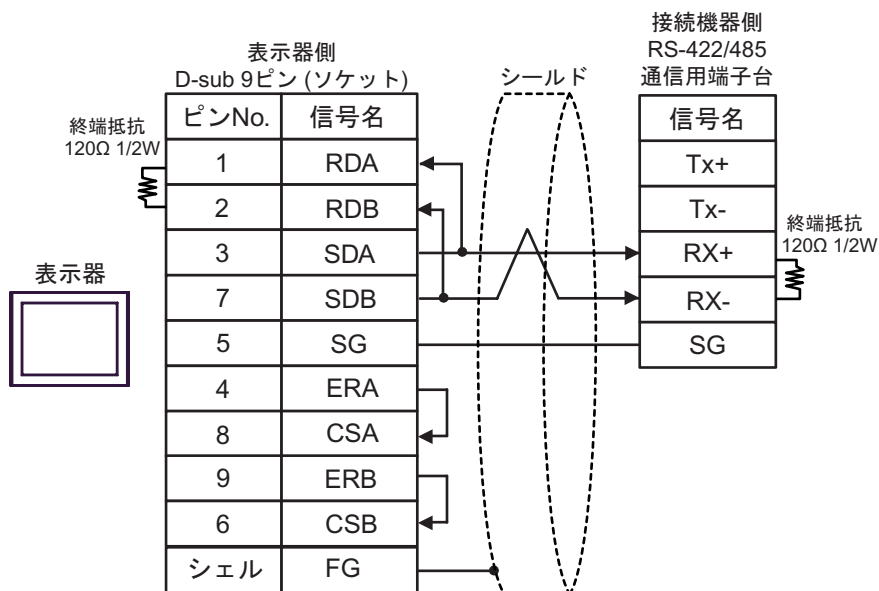 表示器側
D-sub 9ピン (ソケット)
シールド
接続機器側
RS-422/485
通信用端子台
終端抵抗
120Ω 1/2W
ピンNo. 信号名
1 RDA
2 RDB
3 SDA
7 SDB
5 SG
4 ERA
8 CSA
9 ERB
6 CSB
シェル FG
表示器
信号名
Tx+
Tx-
RX+
RX-
SG
終端抵抗
120Ω 1/2W